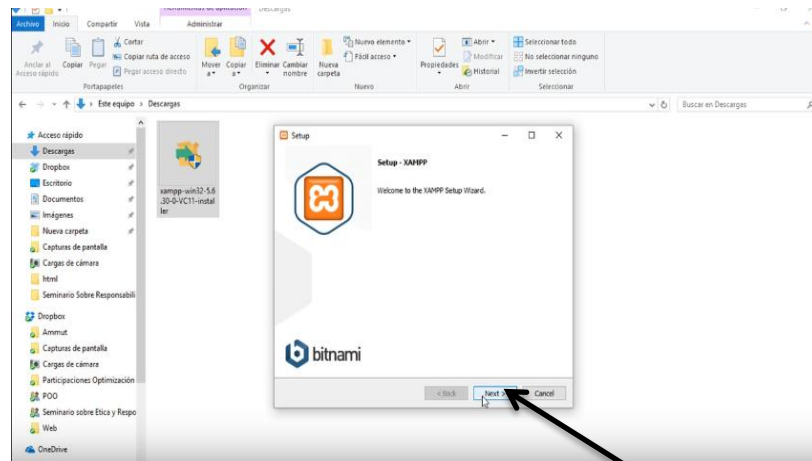 Descargas
Archivo Inicio Compartir Vista Administrar
Anclar al Acceso rápido
Copiar
Pegar
Cortar
Copiar ruta de acceso
Pegar acceso directo
Portapapeles
Mover a
Copiar a
Eliminar
Cambiar nombre
Organizar
Nueva carpeta
Nuevo elemento
Fácil acceso
Nuevo
Propiedades
Abrir
Modificar
Historial
Abrir
Seleccionar todo
No seleccionar ninguno
Invertir selección
Seleccionar
Este equipo > Descargas
Buscar en Descargas
Acceso rápido
Descargas
Dropbox
Escritorio
Documentos
Imágenes
Nueva carpeta
Capturas de pantalla
Cargas de cámara
html
Seminario Sobre Responsabili
Dropbox
Ammut
Capturas de pantalla
Cargas de cámara
Participaciones Optimización
POO
Seminario sobre Etica y Respo
Web
OneDrive
xampp-win32-5.6
.30-0-VC11-instal
ler
Setup
Setup - XAMPP
Welcome to the XAMPP Setup Wizard.
bitnami
< Back Next > Cancel